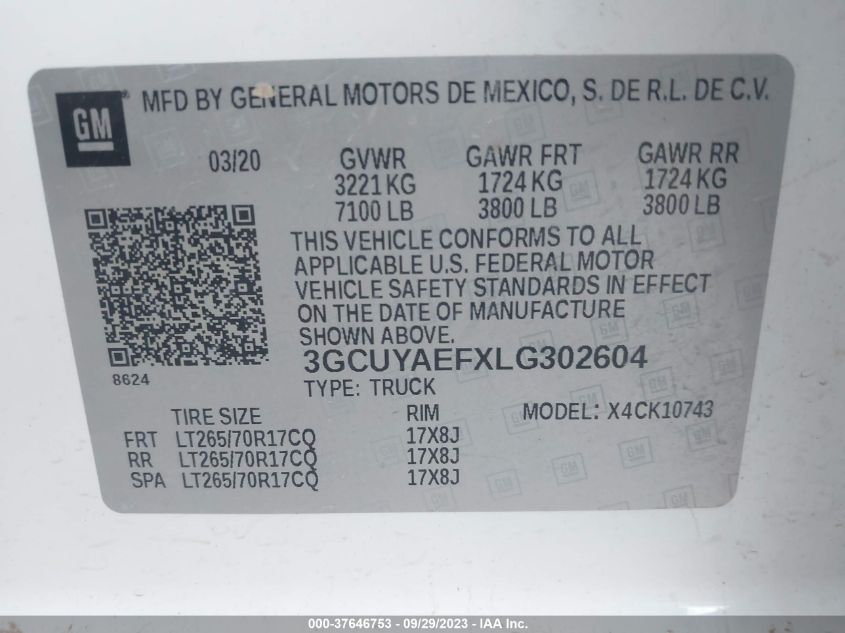 GM®
MFD BY GENERAL MOTORS DE MEXICO, S. DE R.L. DE C.V.
03/20 GVWR GAWR FRT GAWR RR
3221 KG 1724 KG 1724 KG
7100 LB 3800 LB 3800 LB
THIS VEHICLE CONFORMS TO ALL
APPLICABLE U.S. FEDERAL MOTOR
VEHICLE SAFETY STANDARDS IN EFFECT
ON THE DATE OF MANUFACTURE
SHOWN ABOVE.
3GCUYAEFXLG302604
8624
TYPE: TRUCK
TIRE SIZE RIM MODEL: X4CK10743
FRT LT265/70R17CQ 17X8J
RR LT265/70R17CQ 17X8J
SPA LT265/70R17CQ 17X8J
000-37646753 - 09/29/2023 - IAA Inc.